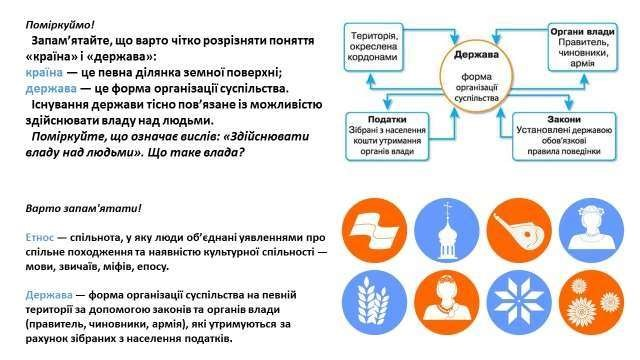 Поміркуймо!
Запам’ятайте, що варто чітко розрізняти поняття
«країна» і «держава»:
країна — це певна ділянка земної поверхні;
держава — це форма організації суспільства.
Існування держави тісно пов’язане із можливістю
здійснювати владу над людьми.
Поміркуйте, що означає вислів: «Здійснювати
владу над людьми». Що таке влада?
Територія,
окреслена
кордонами
Держава
форма
організації
суспільства
Органи влади
Правитель,
чиновники,
армія
Податки
Зібрані з населення
кошти утримання
органів влади
Закони
Установлені державою
обов’язкові
правила поведінки
Варто запам'ятати!
Етнос — спільнота, у яку люди об’єднані уявленнями про
спільне походження та наявністю культурної спільності —
мови, звичаїв, міфів, епосу.
Держава — форма організації суспільства на певній
території за допомогою законів та органів влади
(правитель, чиновники, армія), які утримуються за
рахунок зібраних з населення податків.